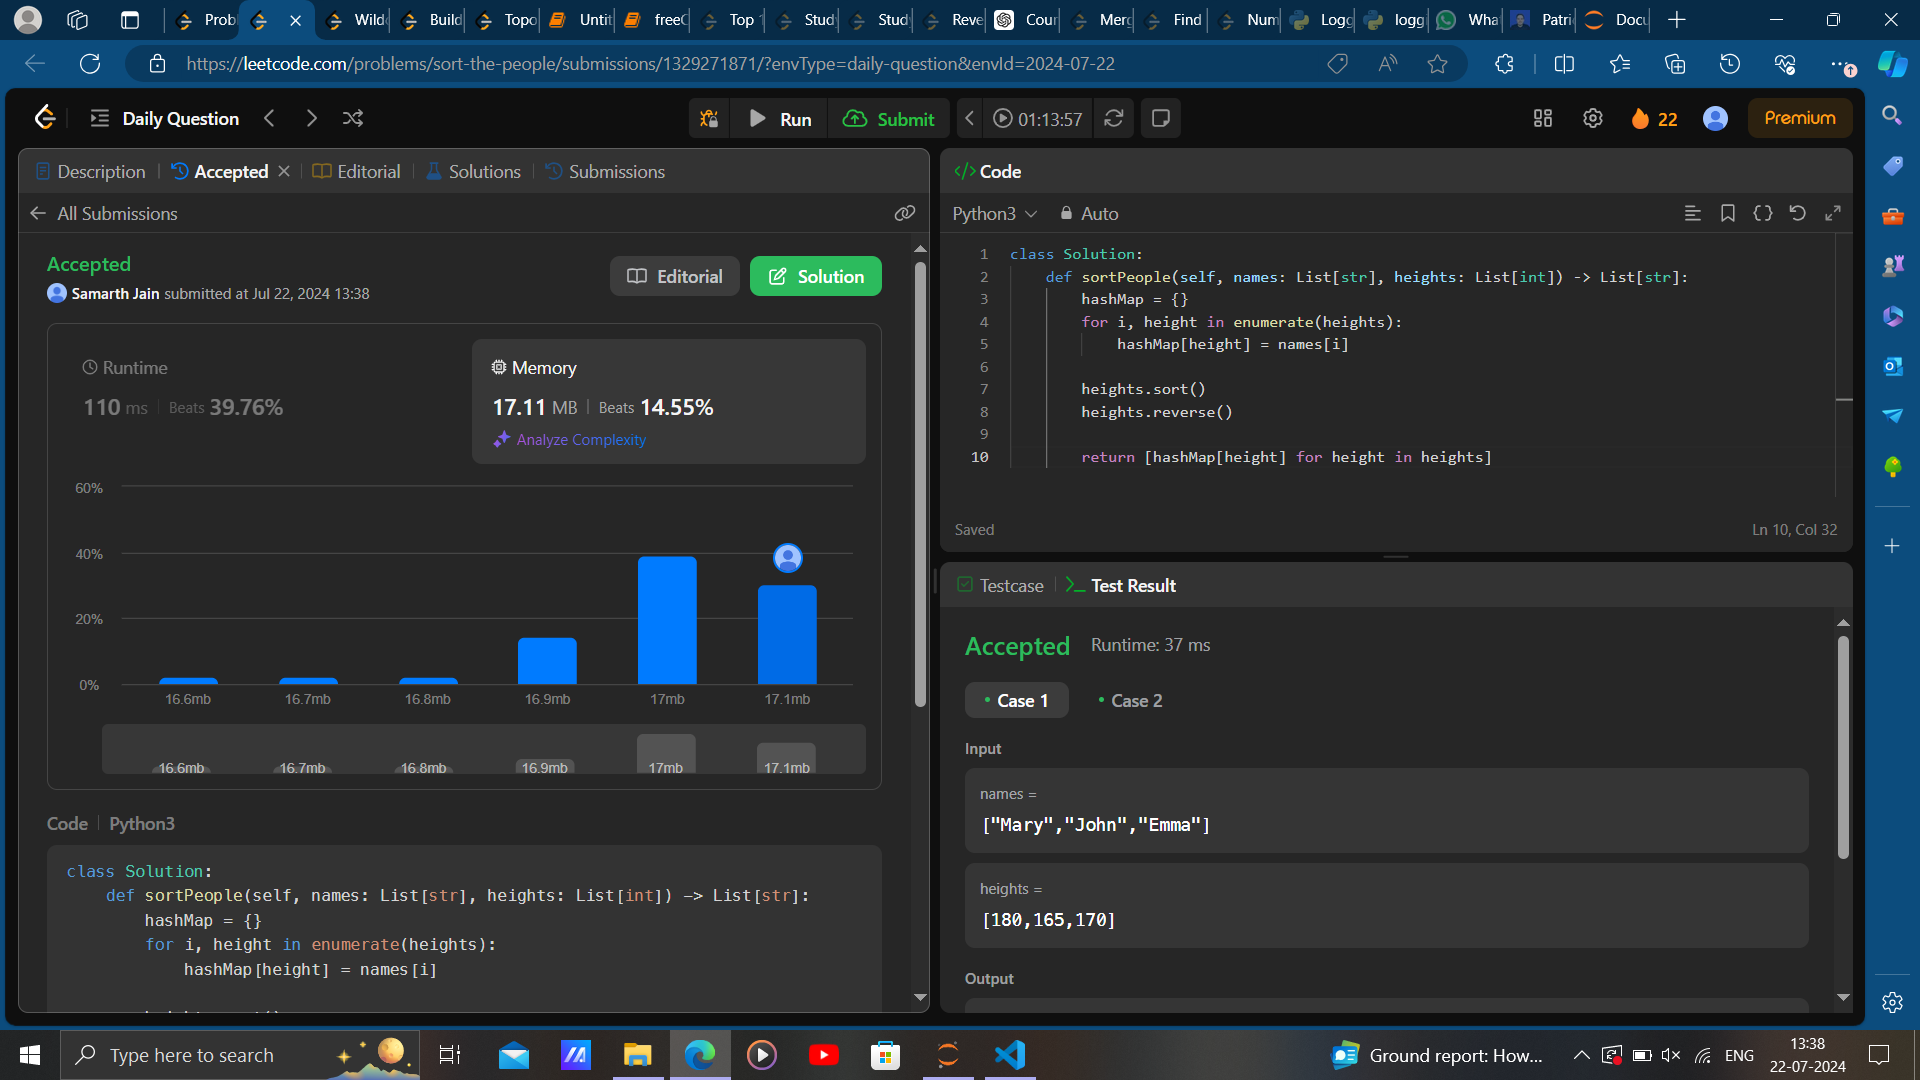 Prob
Wild
Build
Topo
Untit
freeC
Top 1
Stud
Stud
Reve
Cour
Merg
Find
Num
Logg
logg
Wha
Patri
Docu
https://leetcode.com/problems/sort-the-people/submissions/1329271871/?envType=daily-question&envId=2024-07-22
Daily Question
Run
Submit
01:13:57
22
Premium
Description
Accepted
Editorial
Solutions
Submissions
All Submissions
Accepted
Samarth Jain submitted at Jul 22, 2024 13:38
Editorial
Solution
Runtime
110 ms
Beats 39.76%
Memory
17.11 MB
Beats 14.55%
Analyze Complexity
60%
40%
20%
0%
16.6mb
16.7mb
16.8mb
16.9mb
17mb
17.1mb
16.6mb
16.7mb
16.8mb
16.9mb
17mb
17.1mb
Code
Python3
class Solution:
def sortPeople(self, names: List[str], heights: List[int]) -> List[str]:
hashMap = {}
for i, height in enumerate(heights):
hashMap[height] = names[i]
</> Code
Python3
Auto
1 class Solution:
2 def sortPeople(self, names: List[str], heights: List[int]) -> List[str]:
3 hashMap = {}
4 for i, height in enumerate(heights):
5 hashMap[height] = names[i]
6
7 heights.sort()
8 heights.reverse()
9
10 return [hashMap[height] for height in heights]
Saved
Ln 10, Col 32
Testcase
Test Result
Accepted
Runtime: 37 ms
Case 1
Case 2
Input
names =
["Mary","John","Emma"]
heights =
[180,165,170]
Output
Type here to search
Ground report: How...
ENG
13:38
22-07-2024